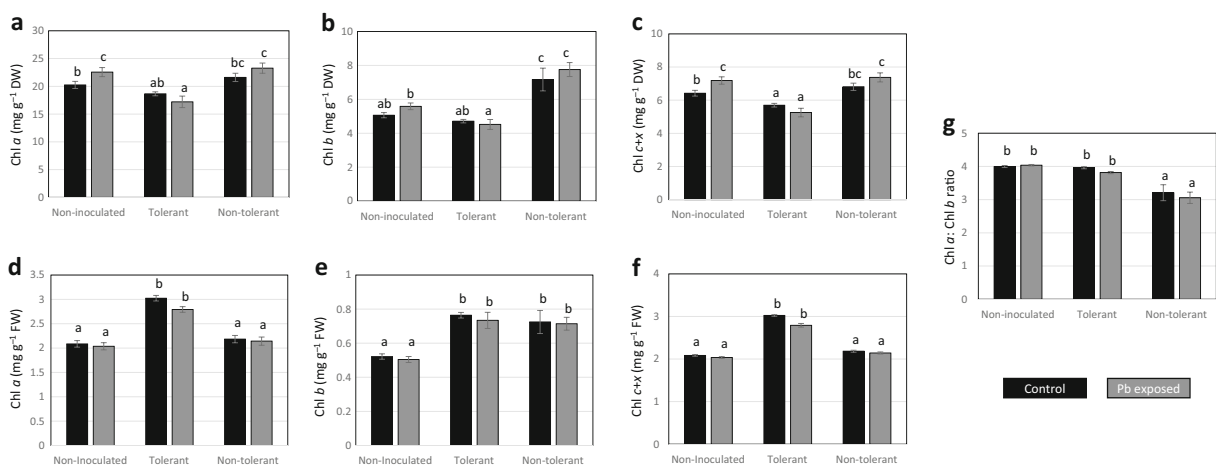 a
Chl a (mg g⁻¹ DW)
30
25
20
15
10
5
0
b
c
ab
a
bc
c
Non-inoculated
Tolerant
Non-tolerant
b
Chl b (mg g⁻¹ DW)
10
8
6
4
2
0
ab
b
ab
a
c
c
Non-inoculated
Tolerant
Non-tolerant
c
Chl c+x (mg g⁻¹ DW)
10
8
6
4
2
0
b
c
a
a
bc
c
Non-inoculated
Tolerant
Non-tolerant
d
Chl a (mg g⁻¹ FW)
3.5
3
2.5
2
1.5
1
0.5
0
a
a
b
b
a
a
Non-Inoculated
Tolerant
Non-tolerant
e
Chl b (mg g⁻¹ FW)
1
0.8
0.6
0.4
0.2
0
a
a
b
b
b
b
Non-Inoculated
Tolerant
Non-tolerant
f
Chl c+x (mg g⁻¹ FW)
4
3
2
1
0
a
a
b
b
a
a
Non-Inoculated
Tolerant
Non-tolerant
g
Chl a: Chl b ratio
5
4
3
2
1
0
b
b
b
b
a
a
Non-inoculated
Tolerant
Non-tolerant
Control
Pb exposed